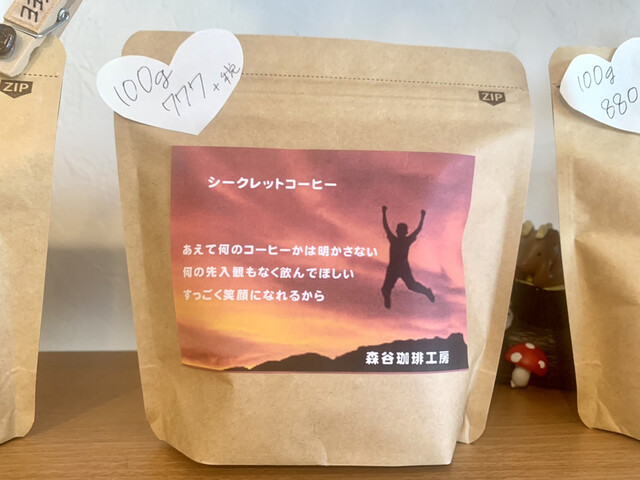 EE
ZIP
100g
777+税
ZIP
100g
880
シークレットコーヒー
あえて何のコーヒーかは明かさない
何の先入観もなく飲んでほしい
すっごく笑顔になれるから
森谷珈琲工房